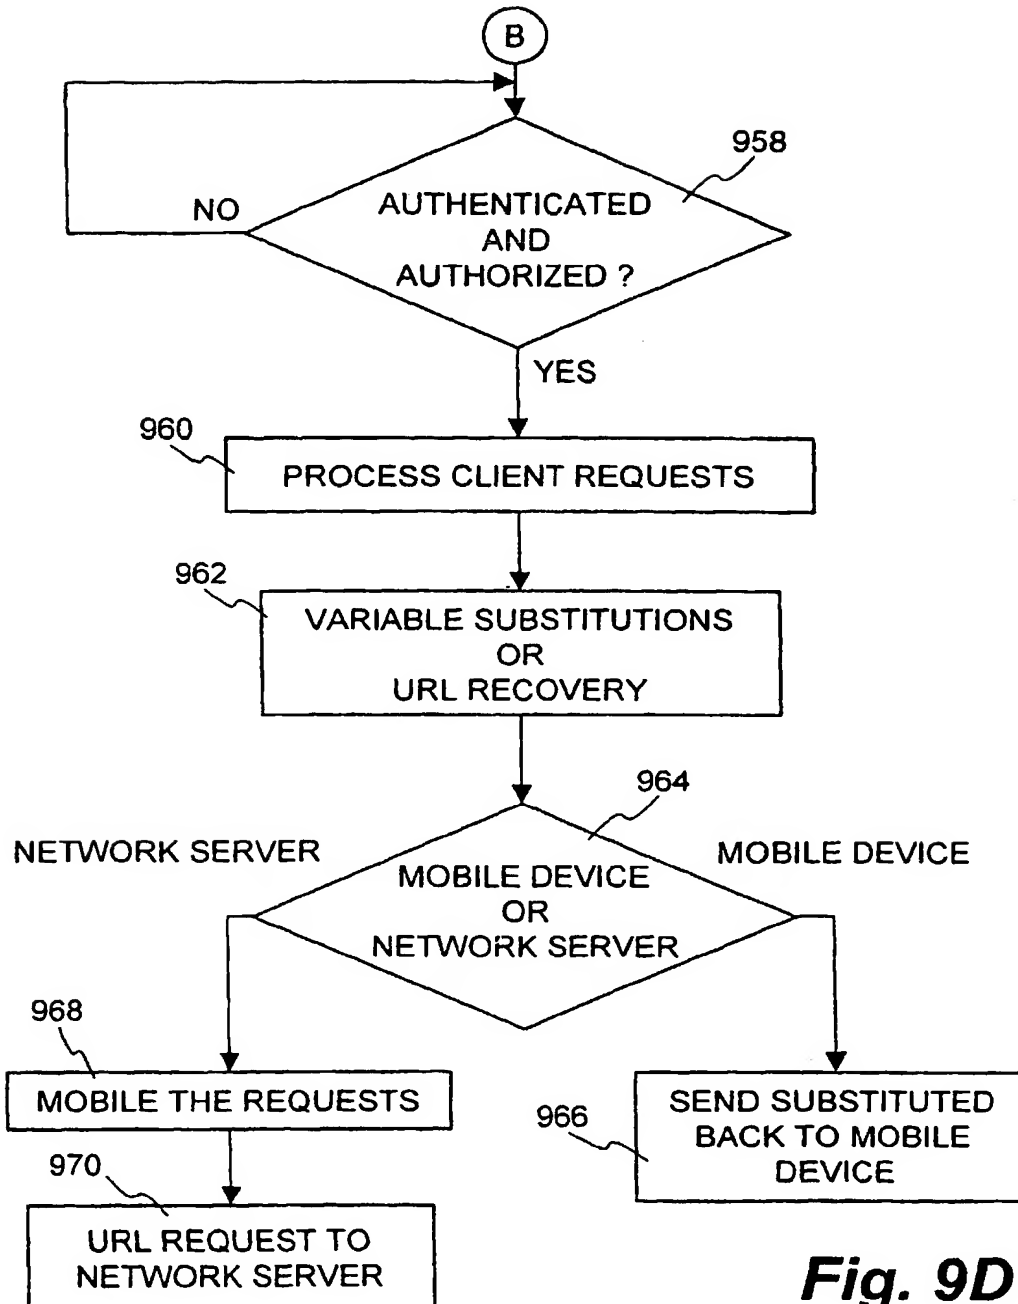 B
958
NO
AUTHENTICATED
AND
AUTHORIZED ?
YES
960
PROCESS CLIENT REQUESTS
962
VARIABLE SUBSTITUTIONS
OR
URL RECOVERY
964
NETWORK SERVER
MOBILE DEVICE
MOBILE DEVICE
OR
NETWORK SERVER
968
MOBILE THE REQUESTS
966
SEND SUBSTITUTED
BACK TO MOBILE
DEVICE
970
URL REQUEST TO
NETWORK SERVER
Fig. 9D